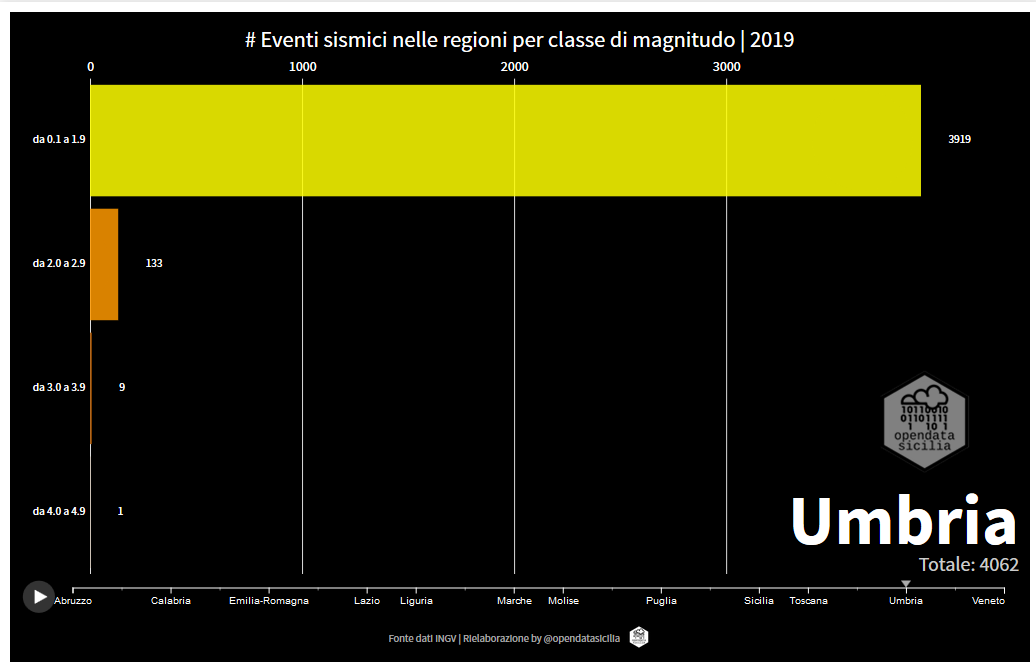 # Eventi sismici nelle regioni per classe di magnitudo | 2019
0 1000 2000 3000
da 0.1 a 1.9 3919
da 2.0 a 2.9 133
da 3.0 a 3.9 9
da 4.0 a 4.9 1
10110010
01101111
1 10 1
opendata
sicilia
Umbria
Totale: 4062
Abruzzo Calabria Emilia-Romagna Lazio Liguria Marche Molise Puglia Sicilia Toscana Umbria Veneto
Fonte dati INGV | Rielaborazione by @opendatasicilia